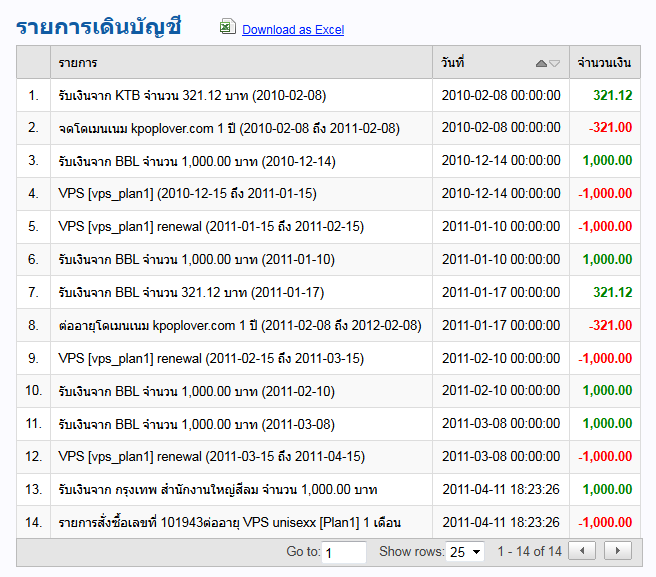 รายการเดินบัญชี Download as Excel
รายการ วันที่ จำนวนเงิน
1. รับเงินจาก KTB จำนวน 321.12 บาท (2010-02-08) 2010-02-08 00:00:00 321.12
2. จดโดเมนเนม kpoplover.com 1 ปี (2010-02-08 ถึง 2011-02-08) 2010-02-08 00:00:00 -321.00
3. รับเงินจาก BBL จำนวน 1,000.00 บาท (2010-12-14) 2010-12-14 00:00:00 1,000.00
4. VPS [vps_plan1] (2010-12-15 ถึง 2011-01-15) 2010-12-14 00:00:00 -1,000.00
5. VPS [vps_plan1] renewal (2011-01-15 ถึง 2011-02-15) 2011-01-10 00:00:00 -1,000.00
6. รับเงินจาก BBL จำนวน 1,000.00 บาท (2011-01-10) 2011-01-10 00:00:00 1,000.00
7. รับเงินจาก BBL จำนวน 321.12 บาท (2011-01-17) 2011-01-17 00:00:00 321.12
8. ต่ออายุโดเมนเนม kpoplover.com 1 ปี (2011-02-08 ถึง 2012-02-08) 2011-01-17 00:00:00 -321.00
9. VPS [vps_plan1] renewal (2011-02-15 ถึง 2011-03-15) 2011-02-10 00:00:00 -1,000.00
10. รับเงินจาก BBL จำนวน 1,000.00 บาท (2011-02-10) 2011-02-10 00:00:00 1,000.00
11. รับเงินจาก BBL จำนวน 1,000.00 บาท (2011-03-08) 2011-03-08 00:00:00 1,000.00
12. VPS [vps_plan1] renewal (2011-03-15 ถึง 2011-04-15) 2011-03-08 00:00:00 -1,000.00
13. รับเงินจาก กรุงเทพ สำนักงานใหญ่สีลม จำนวน 1,000.00 บาท 2011-04-11 18:23:26 1,000.00
14. รายการสั่งซื้อเลขที่ 101943ต่ออายุ VPS unisexx [Plan1] 1 เดือน 2011-04-11 18:23:26 -1,000.00
Go to: 1 Show rows: 25 1 - 14 of 14